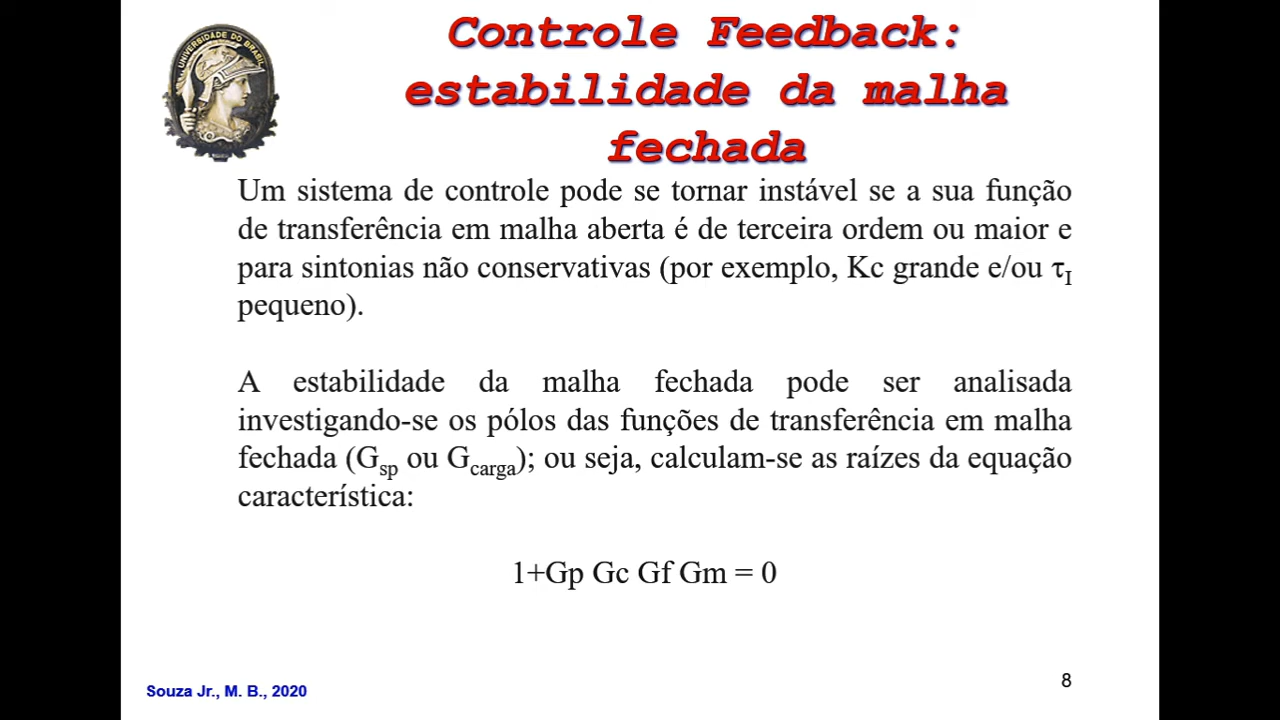 UNIVERSIDADE DO BRASIL
Controle Feedback:
estabilidade da malha
fechada
Um sistema de controle pode se tornar instável se a sua função
de transferência em malha aberta é de terceira ordem ou maior e
para sintonias não conservativas (por exemplo, Kc grande e/ou τI
pequeno).
A estabilidade da malha fechada pode ser analisada
investigando-se os pólos das funções de transferência em malha
fechada (Gsp ou Gcarga); ou seja, calculam-se as raízes da equação
característica:
1+Gp Gc Gf Gm = 0
Souza Jr., M. B., 2020
8